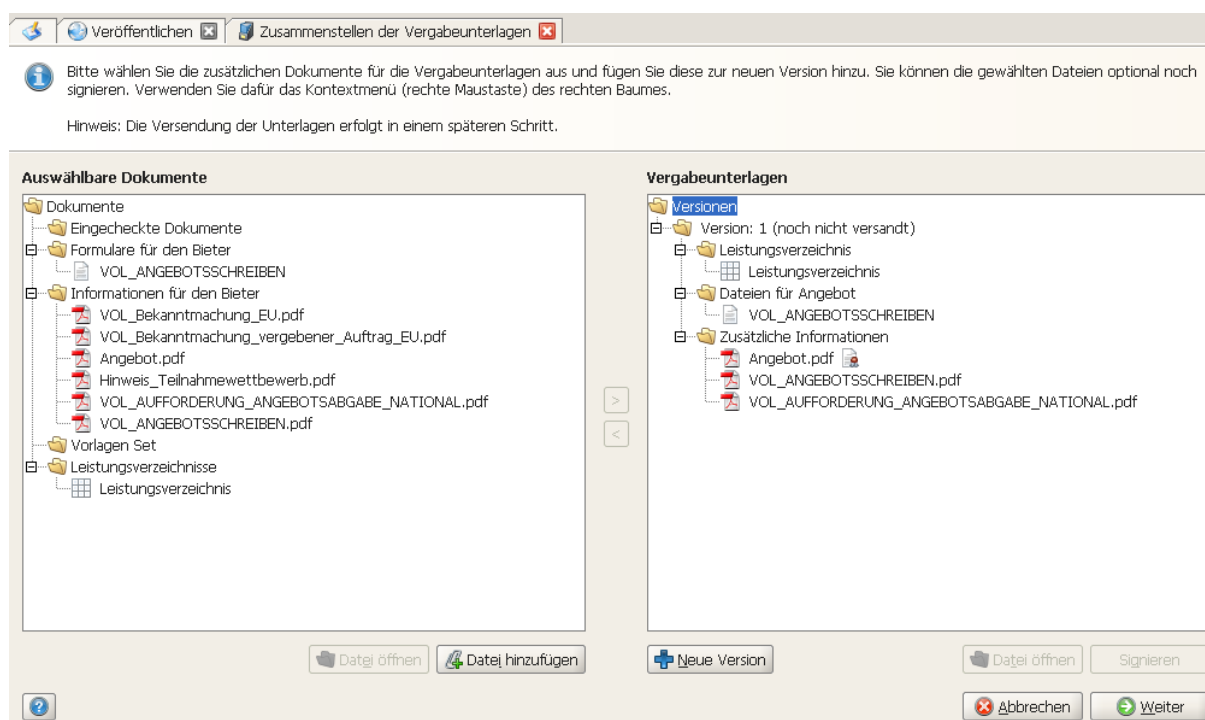 Veröffentlichen
Zusammenstellen der Vergabeunterlagen
Bitte wählen Sie die zusätzlichen Dokumente für die Vergabeunterlagen aus und fügen Sie diese zur neuen Version hinzu. Sie können die gewählten Dateien optional noch
signieren. Verwenden Sie dafür das Kontextmenü (rechte Maustaste) des rechten Baumes.
Hinweis: Die Versendung der Unterlagen erfolgt in einem späteren Schritt.
Auswählbare Dokumente
Dokumente
Eingecheckte Dokumente
Formulare für den Bieter
VOL_ANGEBOTSSCHREIBEN
Informationen für den Bieter
VOL_Bekanntmachung_EU.pdf
VOL_Bekanntmachung_vergebener_Auftrag_EU.pdf
Angebot.pdf
Hinweis_Teilnahmewettbewerb.pdf
VOL_AUFFORDERUNG_ANGEBOTSABGABE_NATIONAL.pdf
VOL_ANGEBOTSSCHREIBEN.pdf
Vorlagen Set
Leistungsverzeichnisse
Leistungsverzeichnis
Datei öffnen
Datei hinzufügen
>
<
Vergabeunterlagen
Versionen
Version: 1 (noch nicht versandt)
Leistungsverzeichnis
Leistungsverzeichnis
Dateien für Angebot
VOL_ANGEBOTSSCHREIBEN
Zusätzliche Informationen
Angebot.pdf
VOL_ANGEBOTSSCHREIBEN.pdf
VOL_AUFFORDERUNG_ANGEBOTSABGABE_NATIONAL.pdf
Neue Version
Datei öffnen
Signieren
?
Abbrechen
Weiter